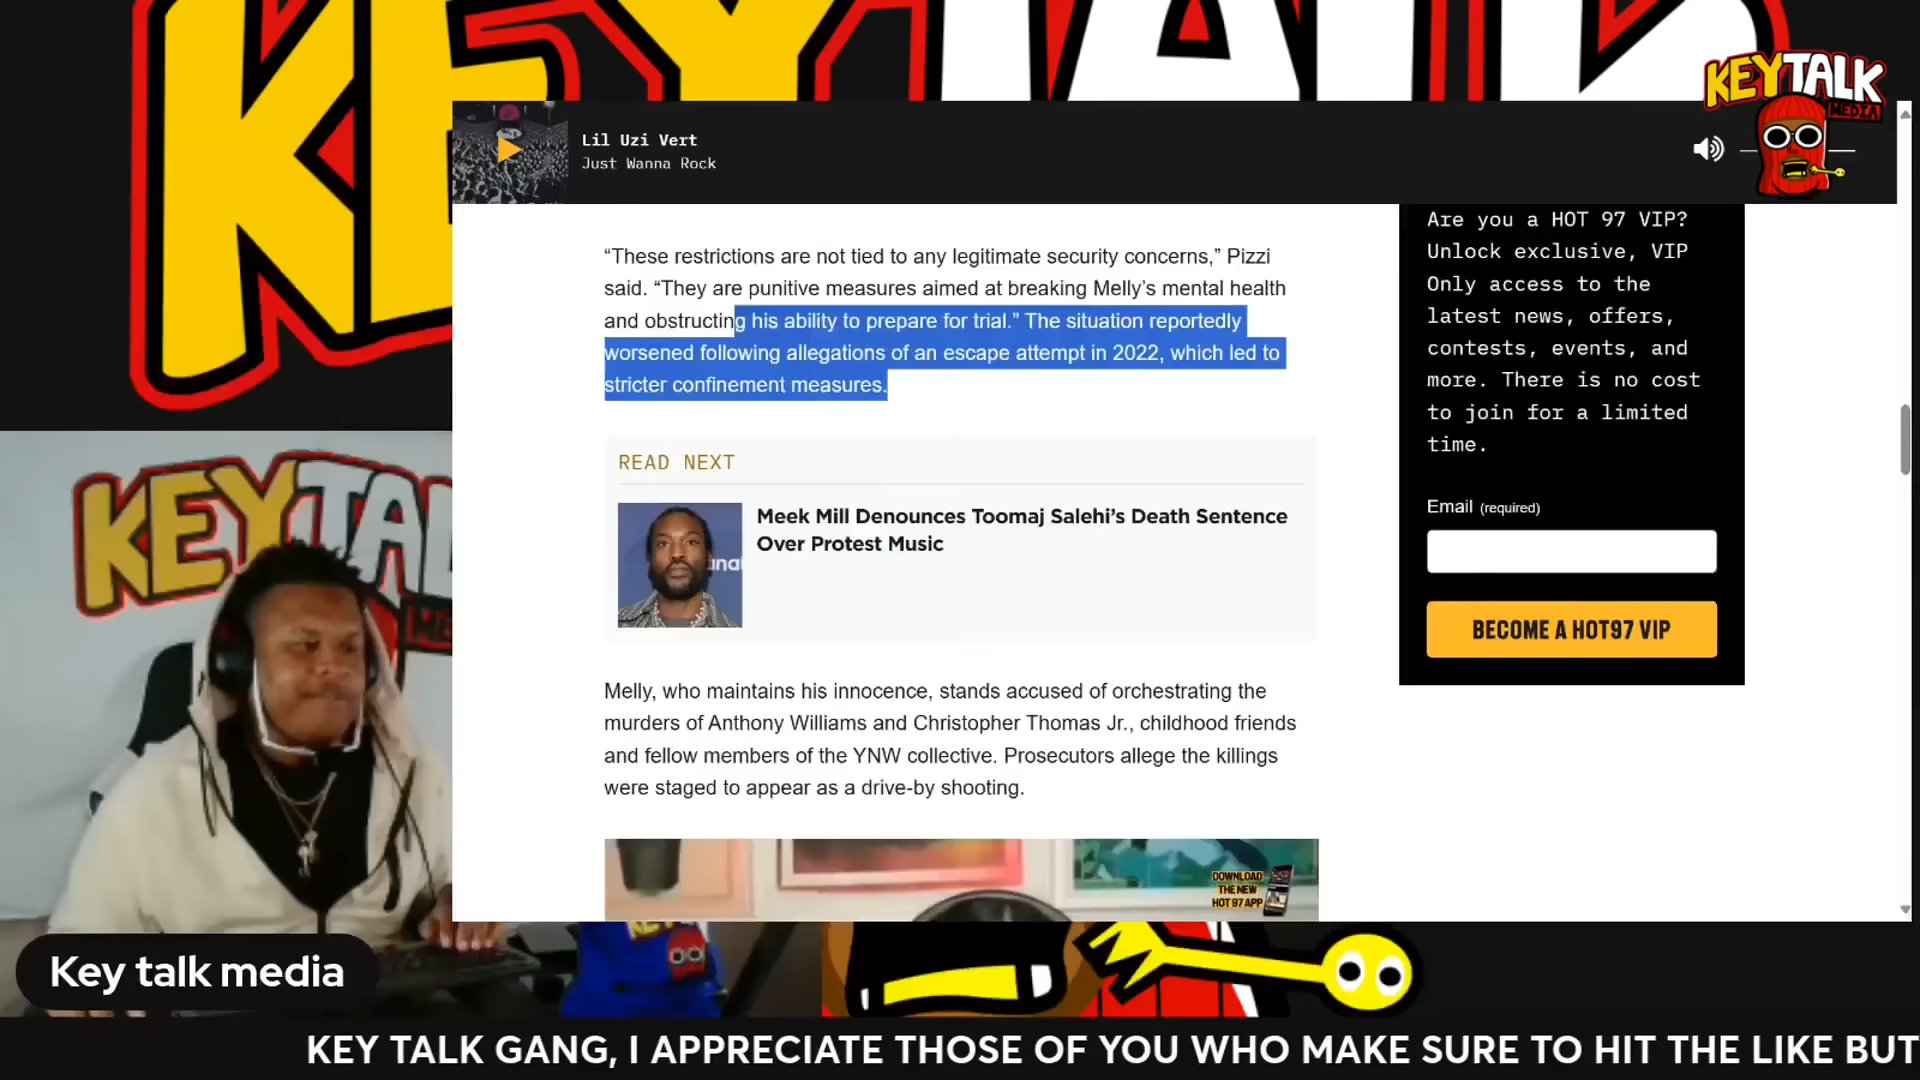 KEYTALK
KEYTALK
MEDIA
Lil Uzi Vert
Just Wanna Rock
“These restrictions are not tied to any legitimate security concerns,” Pizzi
said. “They are punitive measures aimed at breaking Melly’s mental health
and obstructing his ability to prepare for trial.” The situation reportedly
worsened following allegations of an escape attempt in 2022, which led to
stricter confinement measures.
READ NEXT
Meek Mill Denounces Toomaj Salehi’s Death Sentence
Over Protest Music
Melly, who maintains his innocence, stands accused of orchestrating the
murders of Anthony Williams and Christopher Thomas Jr., childhood friends
and fellow members of the YNW collective. Prosecutors allege the killings
were staged to appear as a drive-by shooting.
DOWNLOAD
THE NEW
HOT 97 APP
Are you a HOT 97 VIP?
Unlock exclusive, VIP
Only access to the
latest news, offers,
contests, events, and
more. There is no cost
to join for a limited
time.
Email (required)
BECOME A HOT97 VIP
KEYTAL
ME
Key talk media
KEY TALK GANG, I APPRECIATE THOSE OF YOU WHO MAKE SURE TO HIT THE LIKE BUT